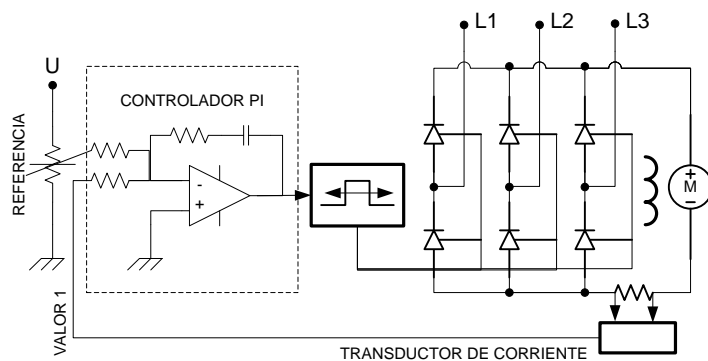 L1
L2
L3
U
CONTROLADOR PI
REFERENCIA
-
+
+
M
-
VALOR 1
TRANSDUCTOR DE CORRIENTE